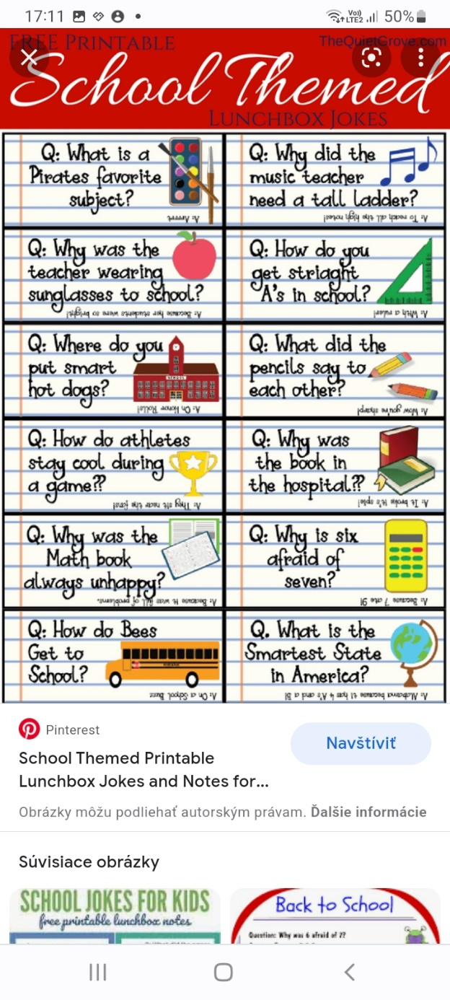 17:11
Vo)) LTE2 50%
FREE PRINTABLE
TheQuietGrove.com
School Themed
LUNCHBOX JOKES
Q: What is a
Pirates favorite
subject?
A: Arrrrt
Q: Why did the
music teacher
need a tall ladder?
A: To reach all the high notes!
Q: Why was the
teacher wearing
sunglasses to school?
A: Because her students were so bright!
Q: How do you
get striaght
A's in school?
A: With a ruler!
Q: Where do you
put smart
hot dogs?
SCHOOL
A: On Honor Rolls!
Q: What did the
pencils say to
each other?
A: Wow you're sharp!
Q: How do athletes
stay cool during
a game??
A: They sit near the fans!
Q: Why was
the book in
the hospital??
A: It broke it's spine!
Q: Why was the
Math book
always unhappy?
A: Because it was full of problems.
Q: Why is six
afraid of
seven?
A: Because 7 ate 9!
Q: How do Bees
Get to
School?
A: On a School Buzz
Q. What is the
Smartest State
in America?
A: Alabama because it has 4 A's and a B!
Pinterest
School Themed Printable
Lunchbox Jokes and Notes for...
Navštíviť
Obrázky môžu podliehať autorským právam. Ďalšie informácie
Súvisiace obrázky
SCHOOL JOKES FOR KIDS
free printable lunchbox notes
Back to School
Question: Why was 6 afraid of 7?